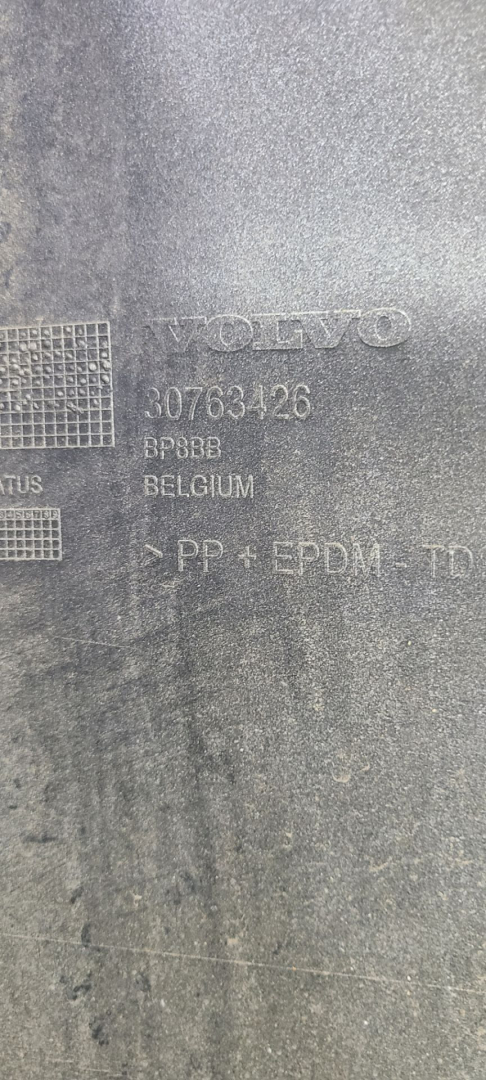 VOLVO
30763426
BP8BB
ATUS
BELGIUM
> PP + EPDM - TD